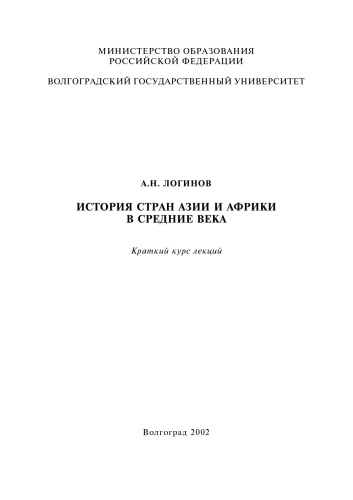 МИНИСТЕРСТВО ОБРАЗОВАНИЯ
РОССИЙСКОЙ ФЕДЕРАЦИИ
ВОЛГОГРАДСКИЙ ГОСУДАРСТВЕННЫЙ УНИВЕРСИТЕТ
А.Н. ЛОГИНОВ
ИСТОРИЯ СТРАН АЗИИ И АФРИКИ
В СРЕДНИЕ ВЕКА
Краткий курс лекций
Волгоград 2002